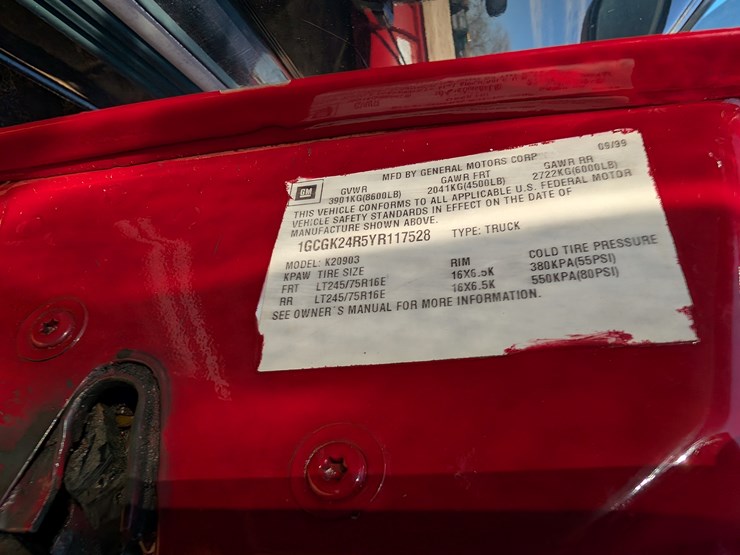 MFD BY GENERAL MOTORS CORP 09/99
GM GVWR GAWR FRT GAWR RR
3901KG(8600LB) 2041KG(4500LB) 2722KG(6000LB)
THIS VEHICLE CONFORMS TO ALL APPLICABLE U.S. FEDERAL MOTOR
VEHICLE SAFETY STANDARDS IN EFFECT ON THE DATE OF
MANUFACTURE SHOWN ABOVE.
1GCGK24R5YR117528 TYPE: TRUCK
MODEL: K20903
KPAW TIRE SIZE RIM COLD TIRE PRESSURE
FRT LT245/75R16E 16X6.5K 380KPA(55PSI)
RR LT245/75R16E 16X6.5K 550KPA(80PSI)
SEE OWNER'S MANUAL FOR MORE INFORMATION.